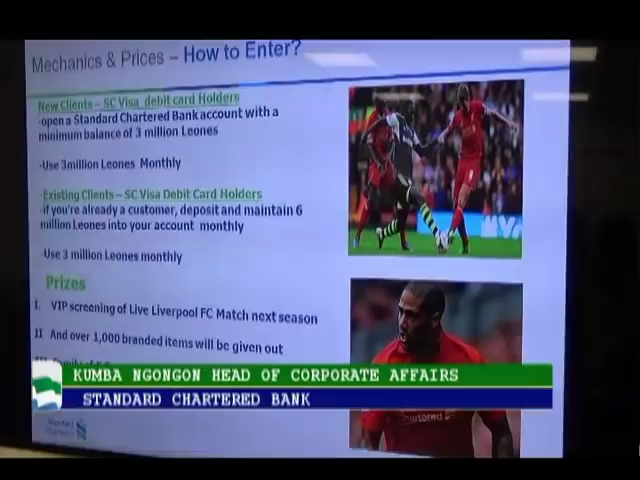 Mechanics & Prices – How to Enter?
New Clients – SC Visa debit card Holders
-open a Standard Chartered Bank account with a
minimum balance of 3 million Leones
-Use 3million Leones Monthly
-Existing Clients – SC Visa Debit Card Holders
-if you're already a customer, deposit and maintain 6
million Leones into your account monthly
-Use 3 million Leones monthly
Prizes
I. VIP screening of Live Liverpool FC Match next season
II And over 1,000 branded items will be given out
KUMBA NGONGON HEAD OF CORPORATE AFFAIRS
STANDARD CHARTERED BANK
Standard
Chartered